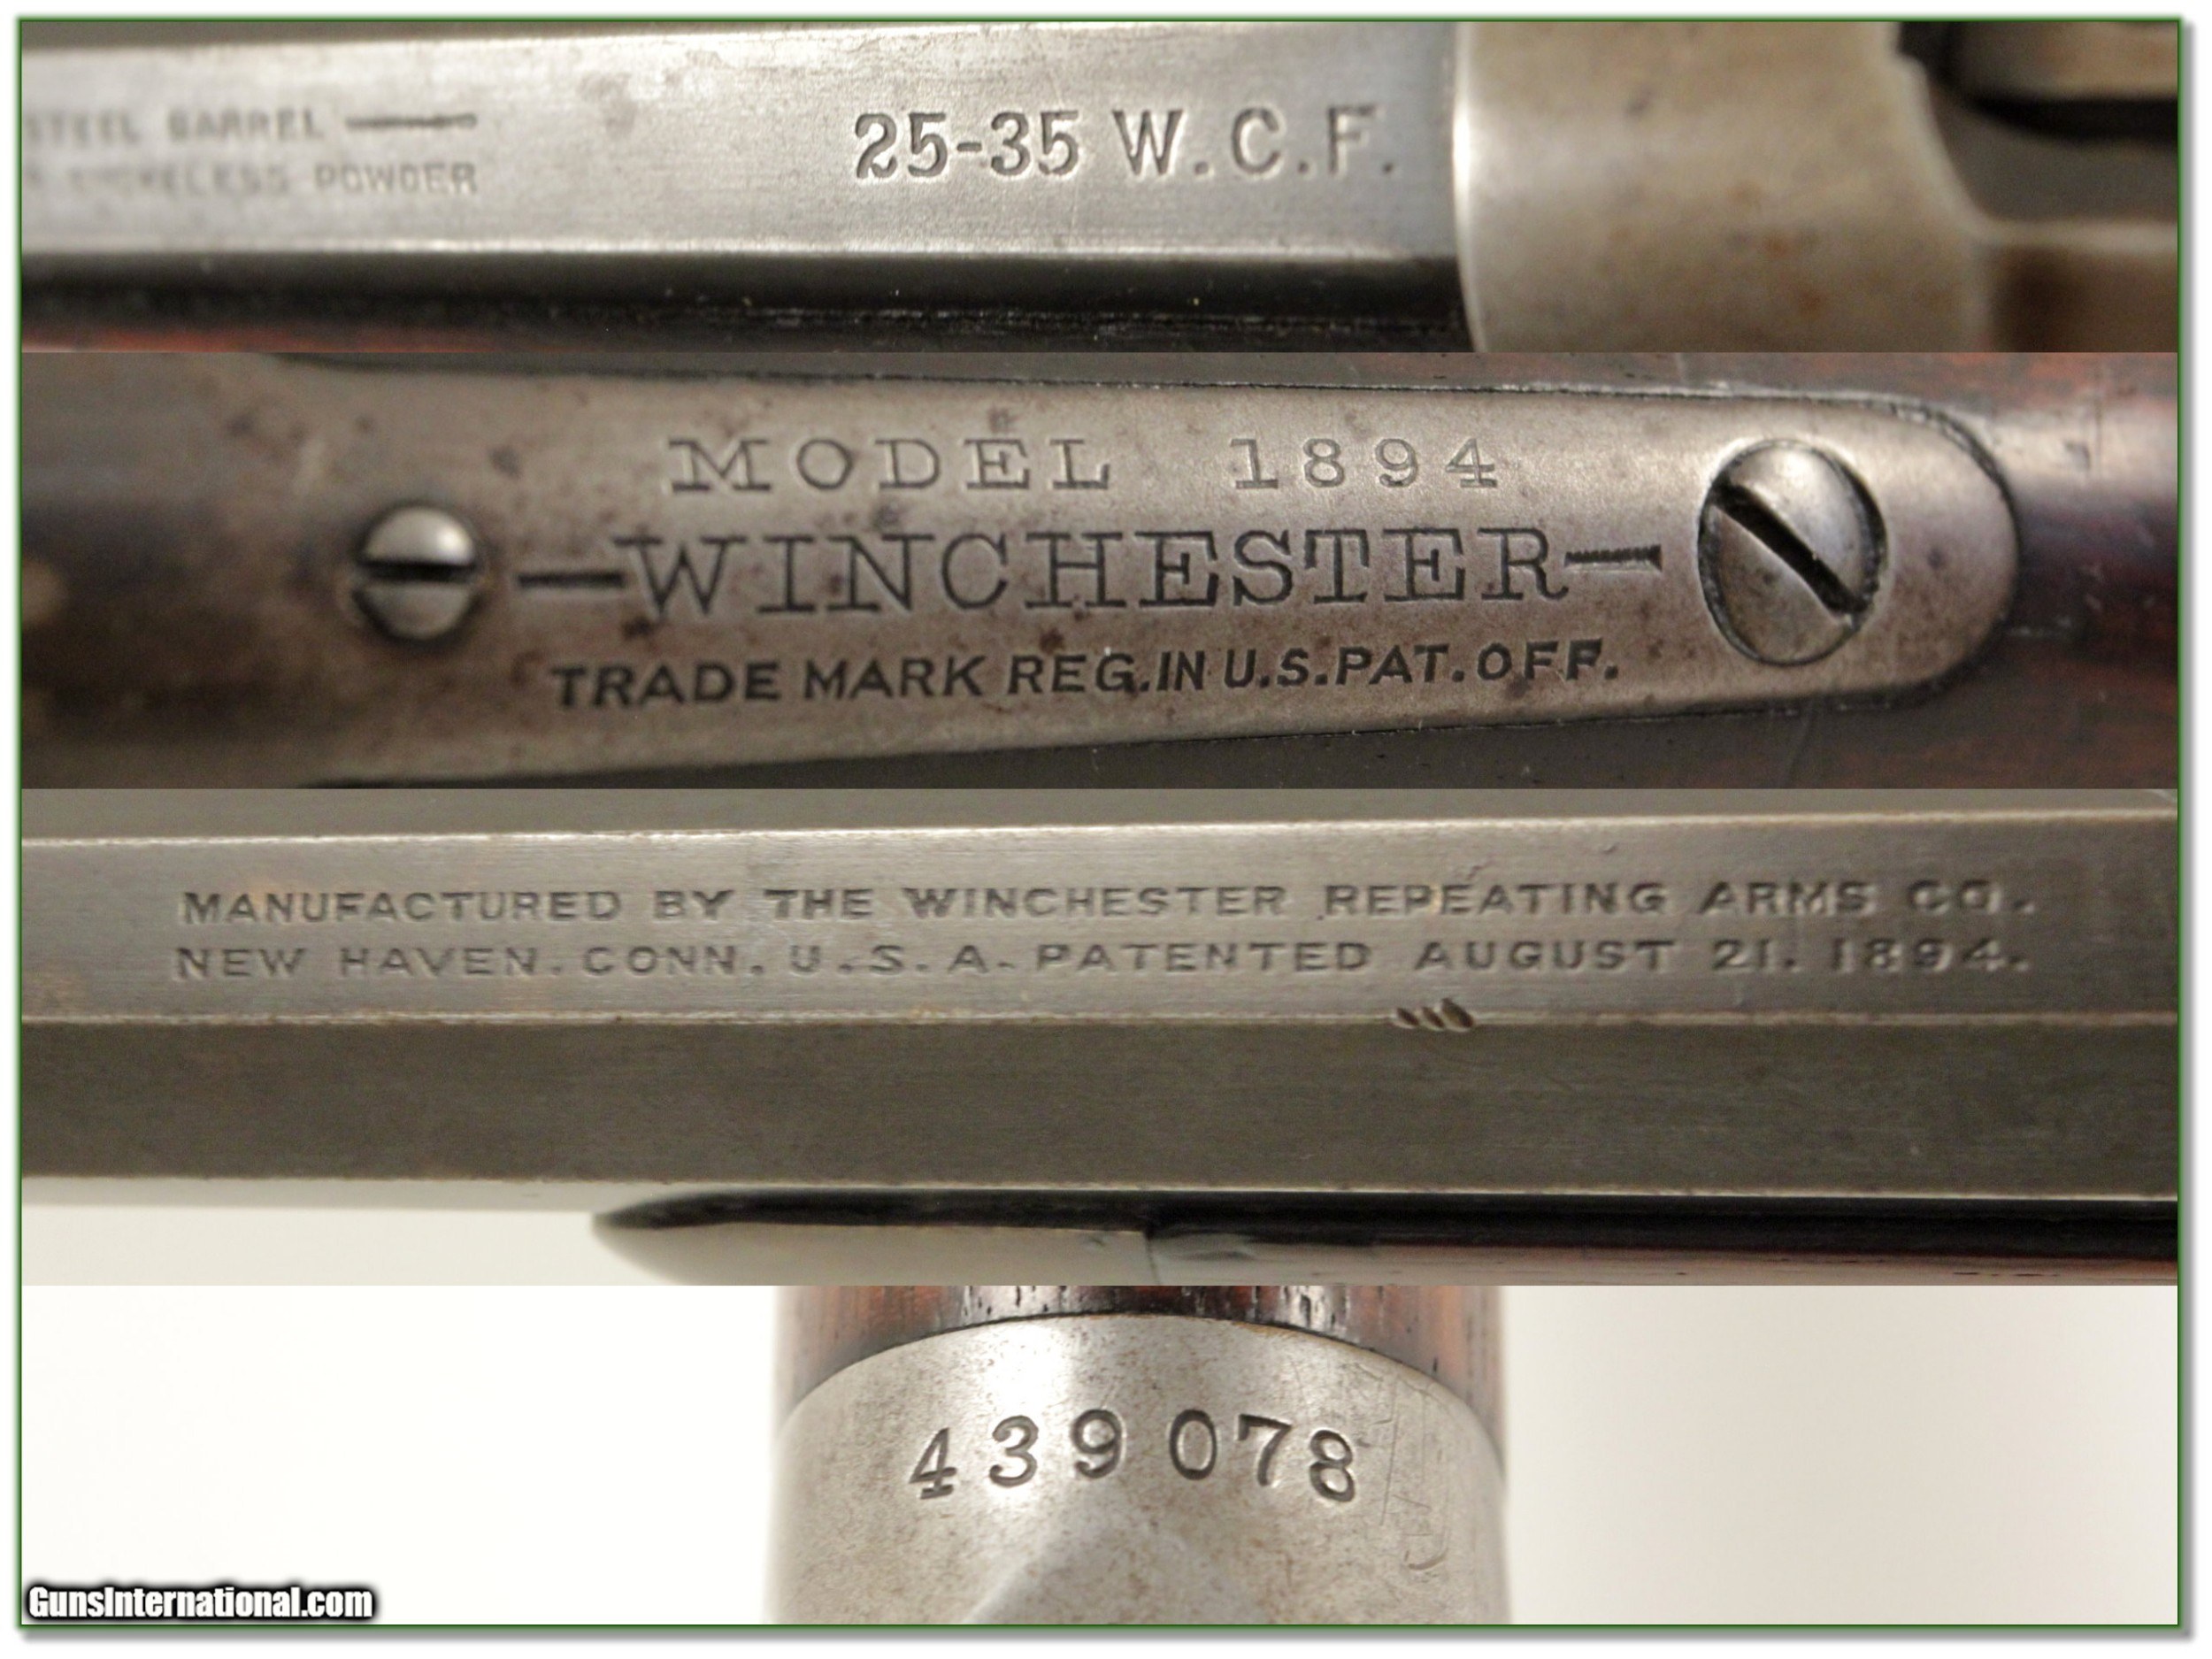 STEEL BARREL
SMOKELESS POWDER
25-35 W.C.F.
MODEL 1894
—WINCHESTER—
TRADE MARK REG.IN U.S.PAT.OFF.
MANUFACTURED BY THE WINCHESTER REPEATING ARMS CO.
NEW HAVEN. CONN. U.S.A. PATENTED AUGUST 21. 1894.
439078
GunsInternational.com